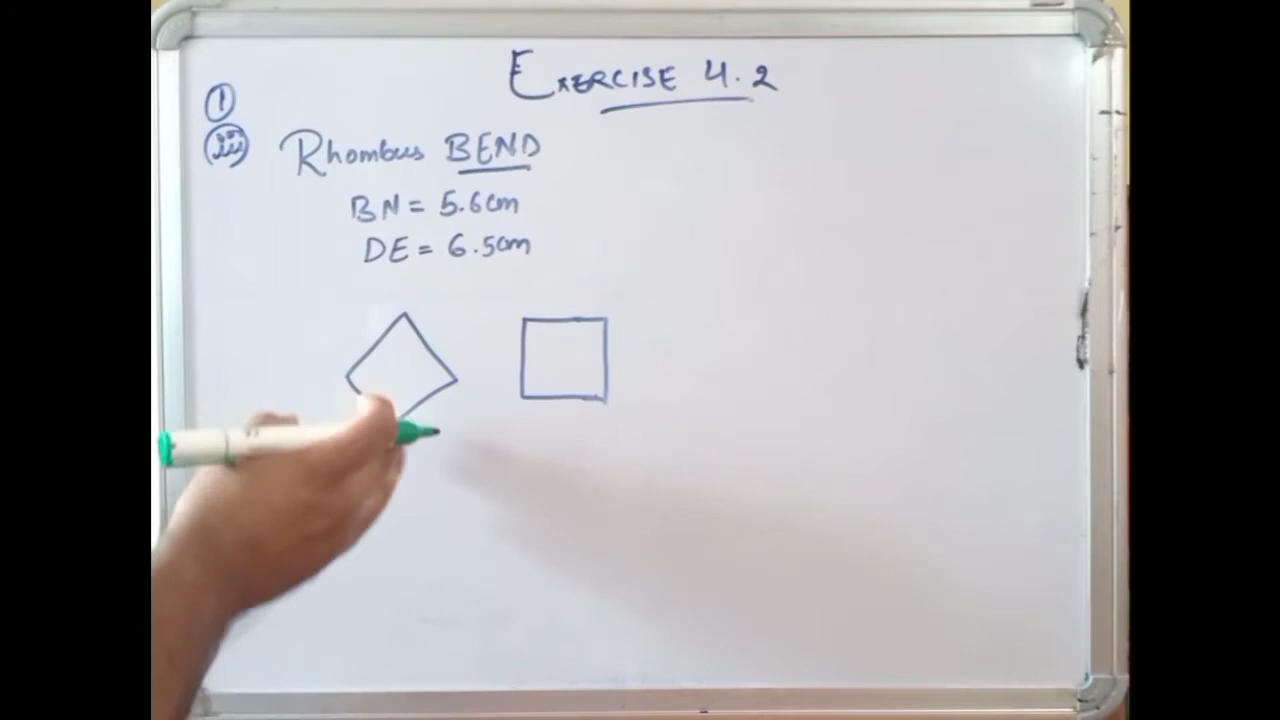 EXERCISE 4.2
①
iii
Rhombus BEND
BN = 5.6cm
DE = 6.5cm